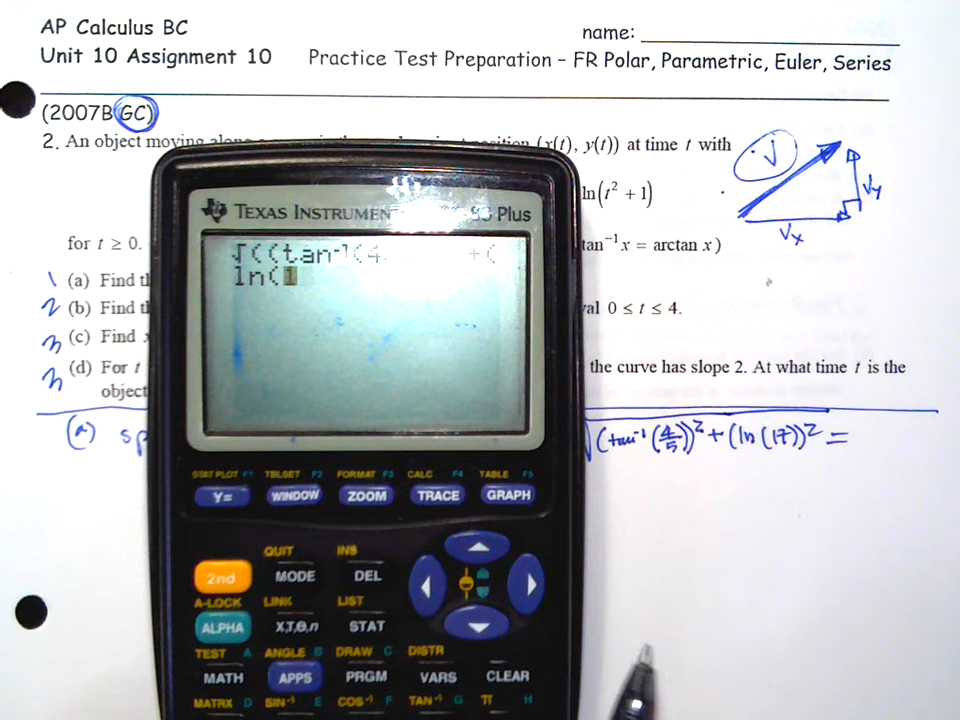 AP Calculus BC
name:
Unit 10 Assignment 10 Practice Test Preparation – FR Polar, Parametric, Euler, Series
(2007B GC)
2. An object moving along (x(t), y(t)) at time t with
V
Vy
Vx
ln(t² + 1)
for t ≥ 0. tan⁻¹x = arctan x)
1 (a) Find
2 (b) Find val 0 ≤ t ≤ 4.
3 (c) Find
3 (d) For t the curve has slope 2. At what time t is the
object
(a) sp √(tan⁻¹(4/5))² + (ln(17))² =
TEXAS INSTRUMEN Plus
√((tan⁻¹(4 +(
ln(1
STAT PLOT F1 TBLSET F2 FORMAT F3 CALC F4 TABLE F5
Y= WINDOW ZOOM TRACE GRAPH
QUIT INS
2nd MODE DEL
A-LOCK LINK LIST
ALPHA X,T,θ,n STAT
TEST A ANGLE B DRAW C DISTR
MATH APPS PRGM VARS CLEAR
MATRX D SIN⁻¹ E COS⁻¹ F TAN⁻¹ G π H